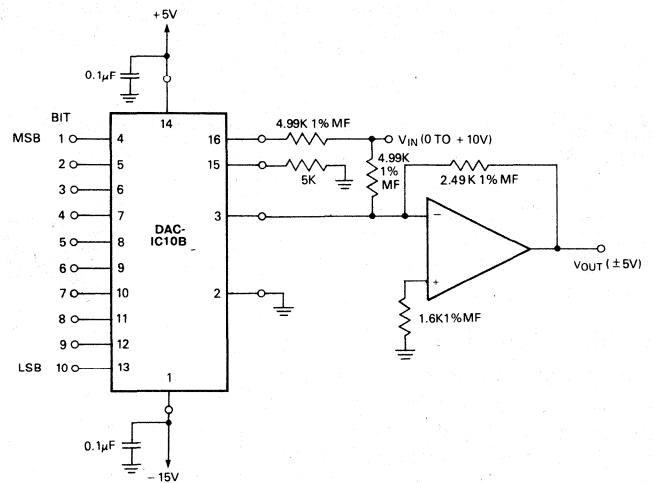 +5V
0.1µF
BIT
14
MSB 1 4
2 5
3 6
4 7
5 8
6 9
7 10
8 11
9 12
LSB 10 13
DAC-
IC10B
16
15
3
2
1
4.99K 1% MF
VIN (0 TO +10V)
5K
4.99K
1%
MF
2.49K 1% MF
−
+
VOUT (±5V)
1.6K1%MF
0.1µF
−15V